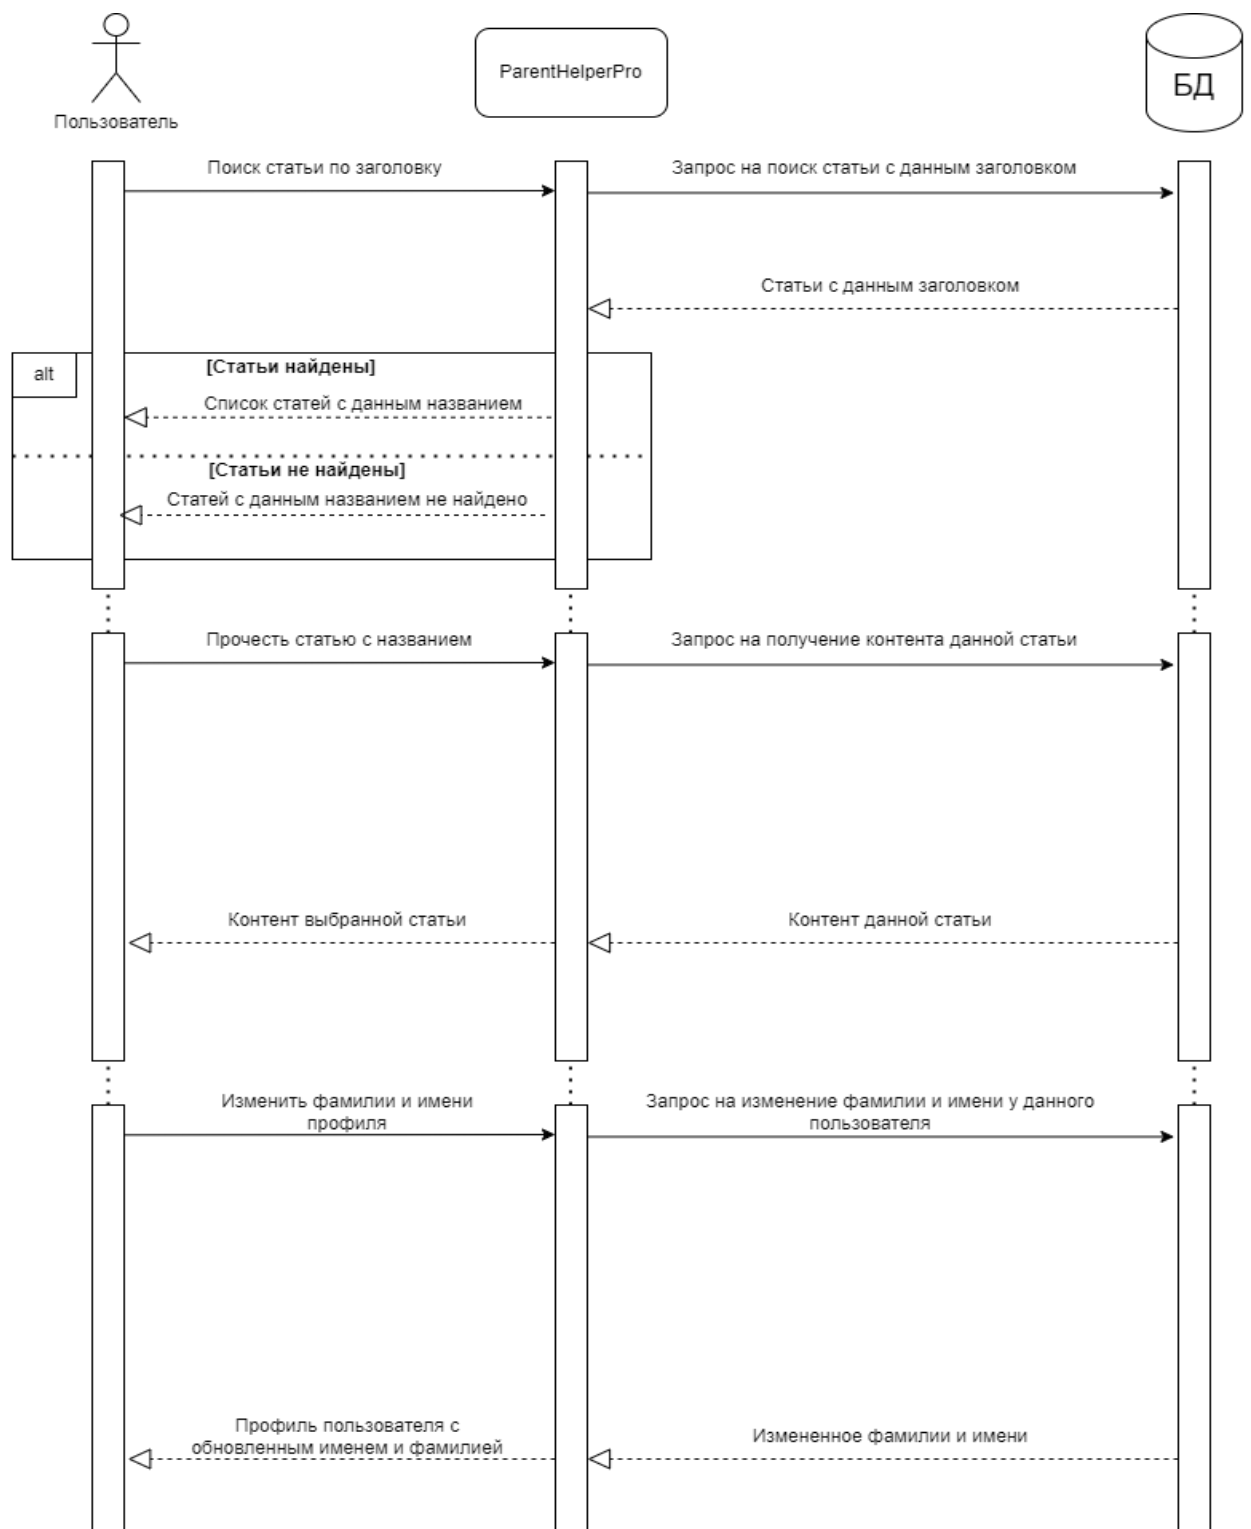 ParentHelperPro
БД
Пользователь
Поиск статьи по заголовку
Запрос на поиск статьи с данным заголовком
Статьи с данным заголовком
alt
[Статьи найдены]
Список статей с данным названием
[Статьи не найдены]
Статей с данным названием не найдено
Прочесть статью с названием
Запрос на получение контента данной статьи
Контент выбранной статьи
Контент данной статьи
Изменить фамилии и имени
профиля
Запрос на изменение фамилии и имени у данного
пользователя
Профиль пользователя с
обновленным именем и фамилией
Измененное фамилии и имени